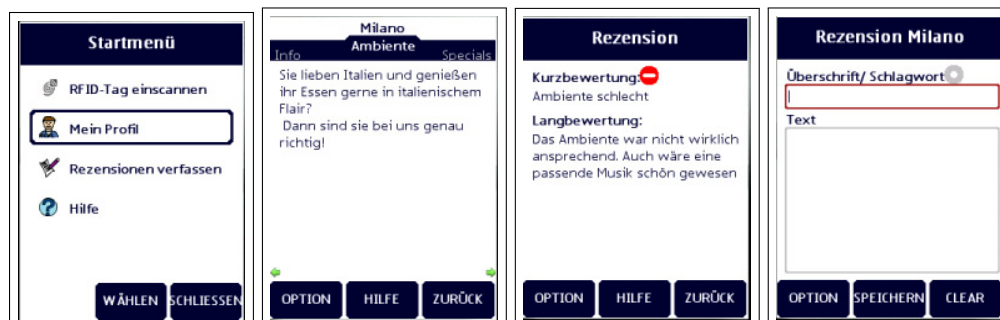 Startmenü
RFID-Tag einscannen
Mein Profil
Rezensionen verfassen
Hilfe
WÄHLEN SCHLIESSEN
Milano
Info Ambiente Specials
Sie lieben Italien und genießen
ihr Essen gerne in italienischem
Flair?
Dann sind sie bei uns genau
richtig!
OPTION HILFE ZURÜCK
Rezension
Kurzbewertung:
Ambiente schlecht
Langbewertung:
Das Ambiente war nicht wirklich
ansprechend. Auch wäre eine
passende Musik schön gewesen
OPTION HILFE ZURÜCK
Rezension Milano
Überschrift/ Schlagwort
Text
OPTION SPEICHERN CLEAR